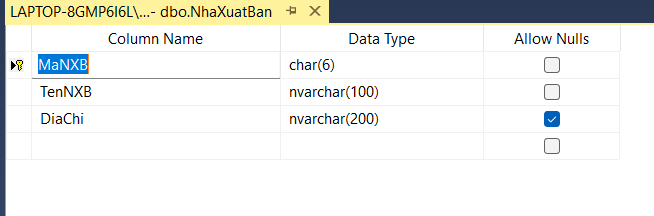 LAPTOP-8GMP6I6L\...- dbo.NhaXuatBan
Column Name Data Type Allow Nulls
MaNXB char(6)
TenNXB nvarchar(100)
DiaChi nvarchar(200)